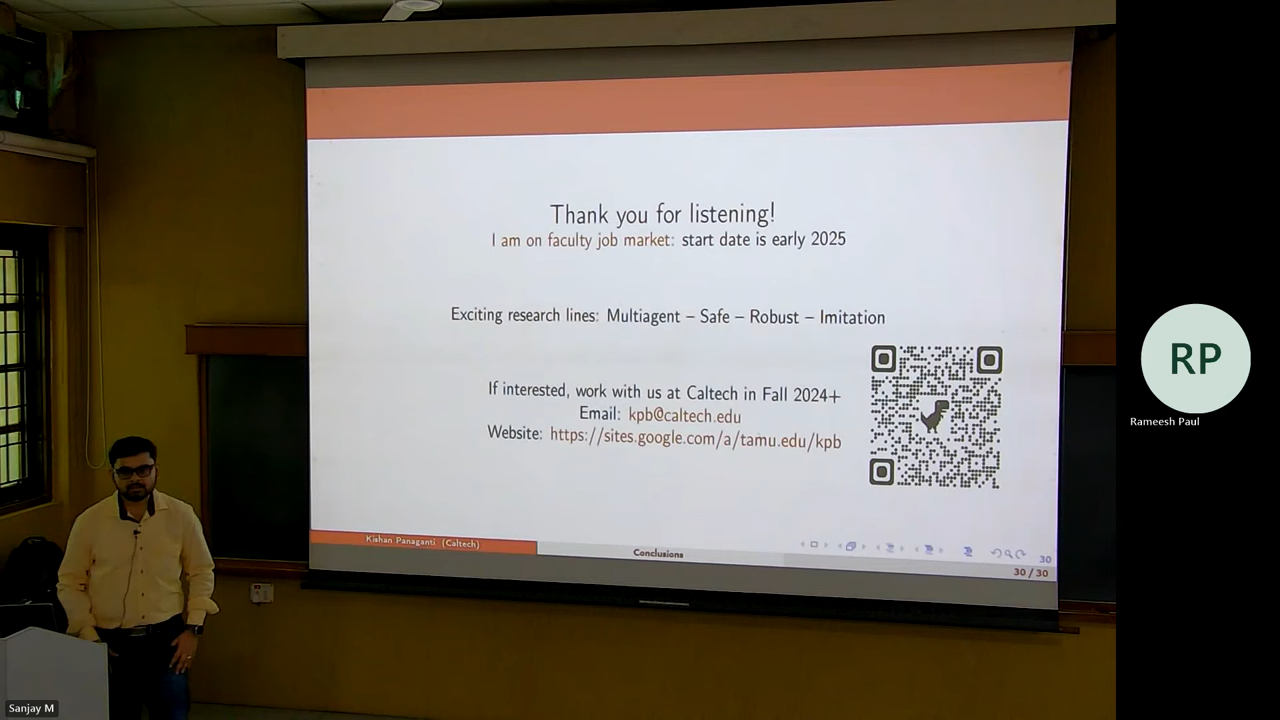 Thank you for listening!
I am on faculty job market: start date is early 2025
Exciting research lines: Multiagent – Safe – Robust – Imitation
If interested, work with us at Caltech in Fall 2024+
Email: kpb@caltech.edu
Website: https://sites.google.com/a/tamu.edu/kpb
Kishan Panaganti (Caltech)
Conclusions
30
30 / 30
RP
Rameesh Paul
Sanjay M